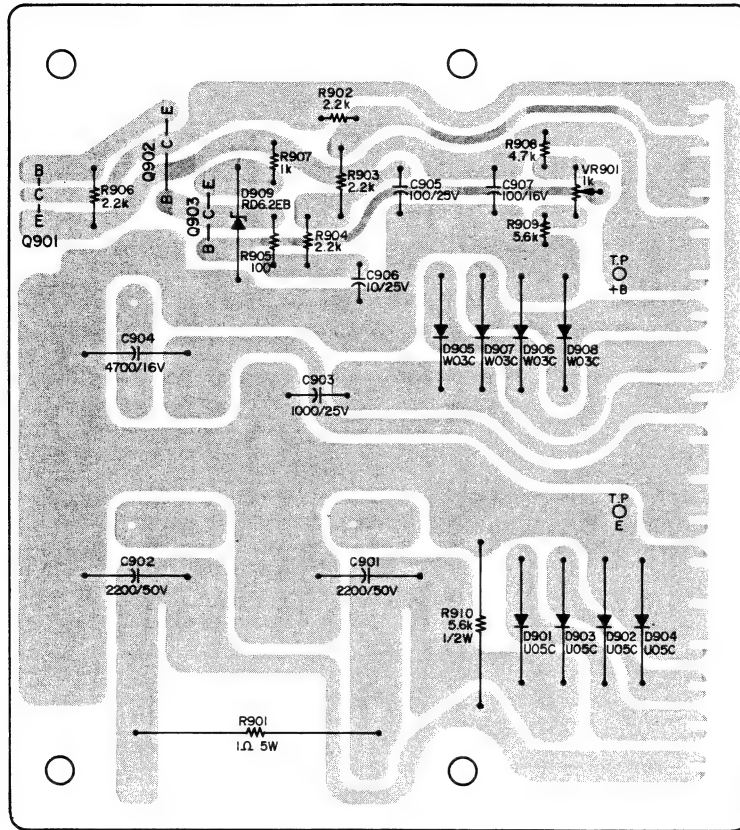 R902
2.2k
E
C
B
Q902
B
C
E
Q901
R906
2.2k
R907
1k
D909
RD6.2EB
E
C
B
Q903
R903
2.2k
R905
100
R904
2.2k
C905
100/25V
C907
100/16V
R908
4.7k
VR901
1k
R909
5.6k
C906
10/25V
T.P
+B
C904
4700/16V
C903
1000/25V
D905
W03C
D907
W03C
D906
W03C
D908
W03C
T.P
E
C902
2200/50V
C901
2200/50V
R910
5.6k
1/2W
D901
U05C
D903
U05C
D902
U05C
D904
U05C
R901
1Ω 5W